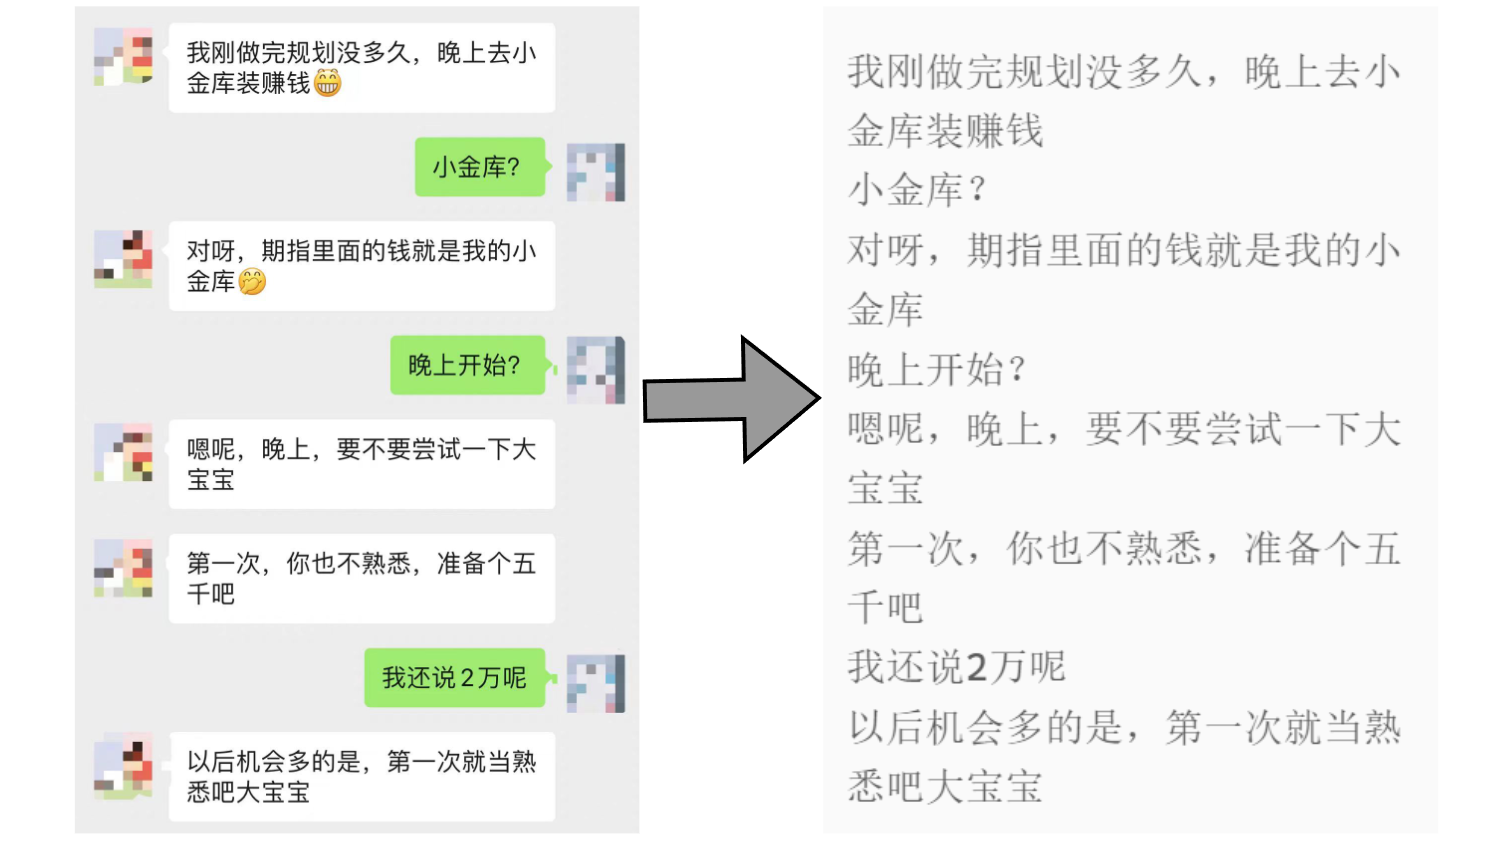 我刚做完规划没多久，晚上去小
金库装赚钱😁
小金库？
对呀，期指里面的钱就是我的小
金库🤭
晚上开始？
嗯呢，晚上，要不要尝试一下大
宝宝
第一次，你也不熟悉，准备个五
千吧
我还说2万呢
以后机会多的是，第一次就当熟
悉吧大宝宝
我刚做完规划没多久，晚上去小
金库装赚钱
小金库？
对呀，期指里面的钱就是我的小
金库
晚上开始？
嗯呢，晚上，要不要尝试一下大
宝宝
第一次，你也不熟悉，准备个五
千吧
我还说2万呢
以后机会多的是，第一次就当熟
悉吧大宝宝